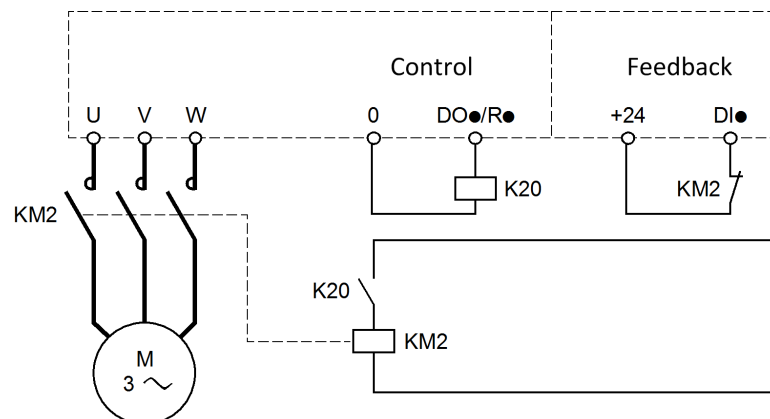 Control Feedback
U V W 0 DO●/R● +24 DI●
K20 KM2
KM2
K20
KM2
M
3 ~